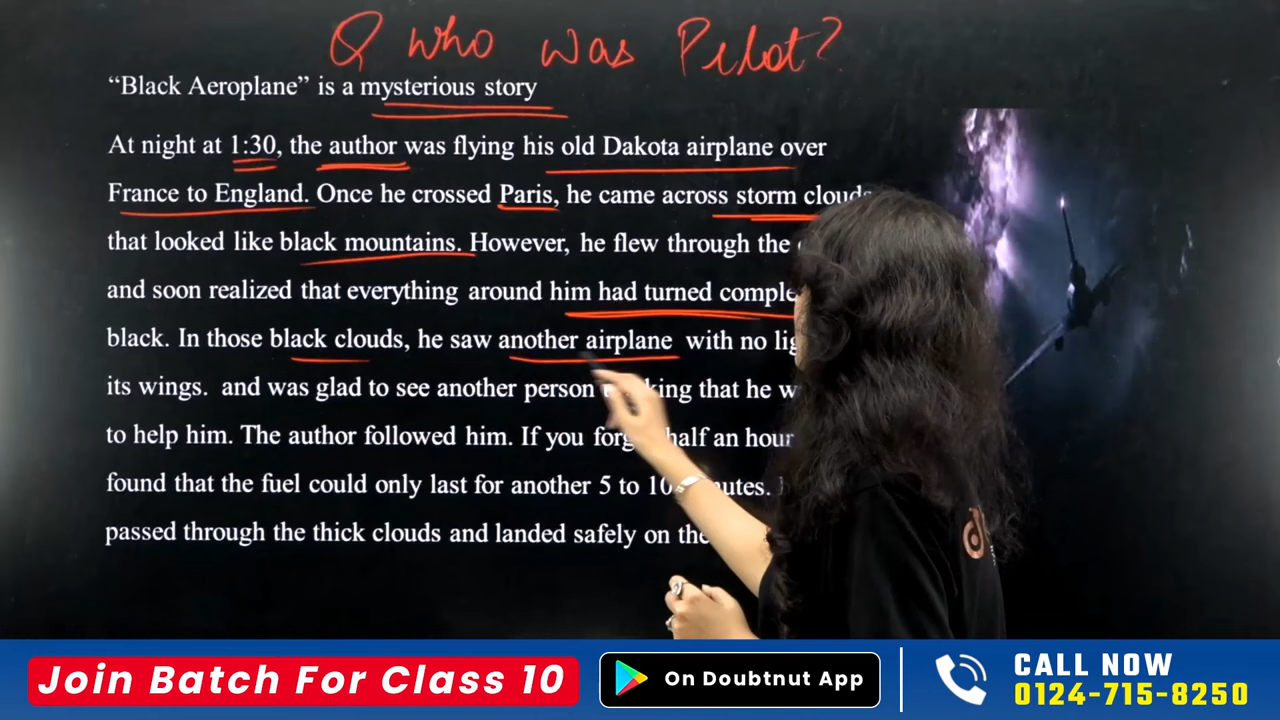 Q who was Pilot?
“Black Aeroplane” is a mysterious story
At night at 1:30, the author was flying his old Dakota airplane over
France to England. Once he crossed Paris, he came across storm clouds
that looked like black mountains. However, he flew through the
and soon realized that everything around him had turned
black. In those black clouds, he saw another airplane with no
its wings. and was glad to see another person that he
to help him. The author followed him. If you half an hour
found that the fuel could only last for another 5 to 10
passed through the thick clouds and landed safely on the
Join Batch For Class 10
On Doubtnut App
CALL NOW
0124-715-8250